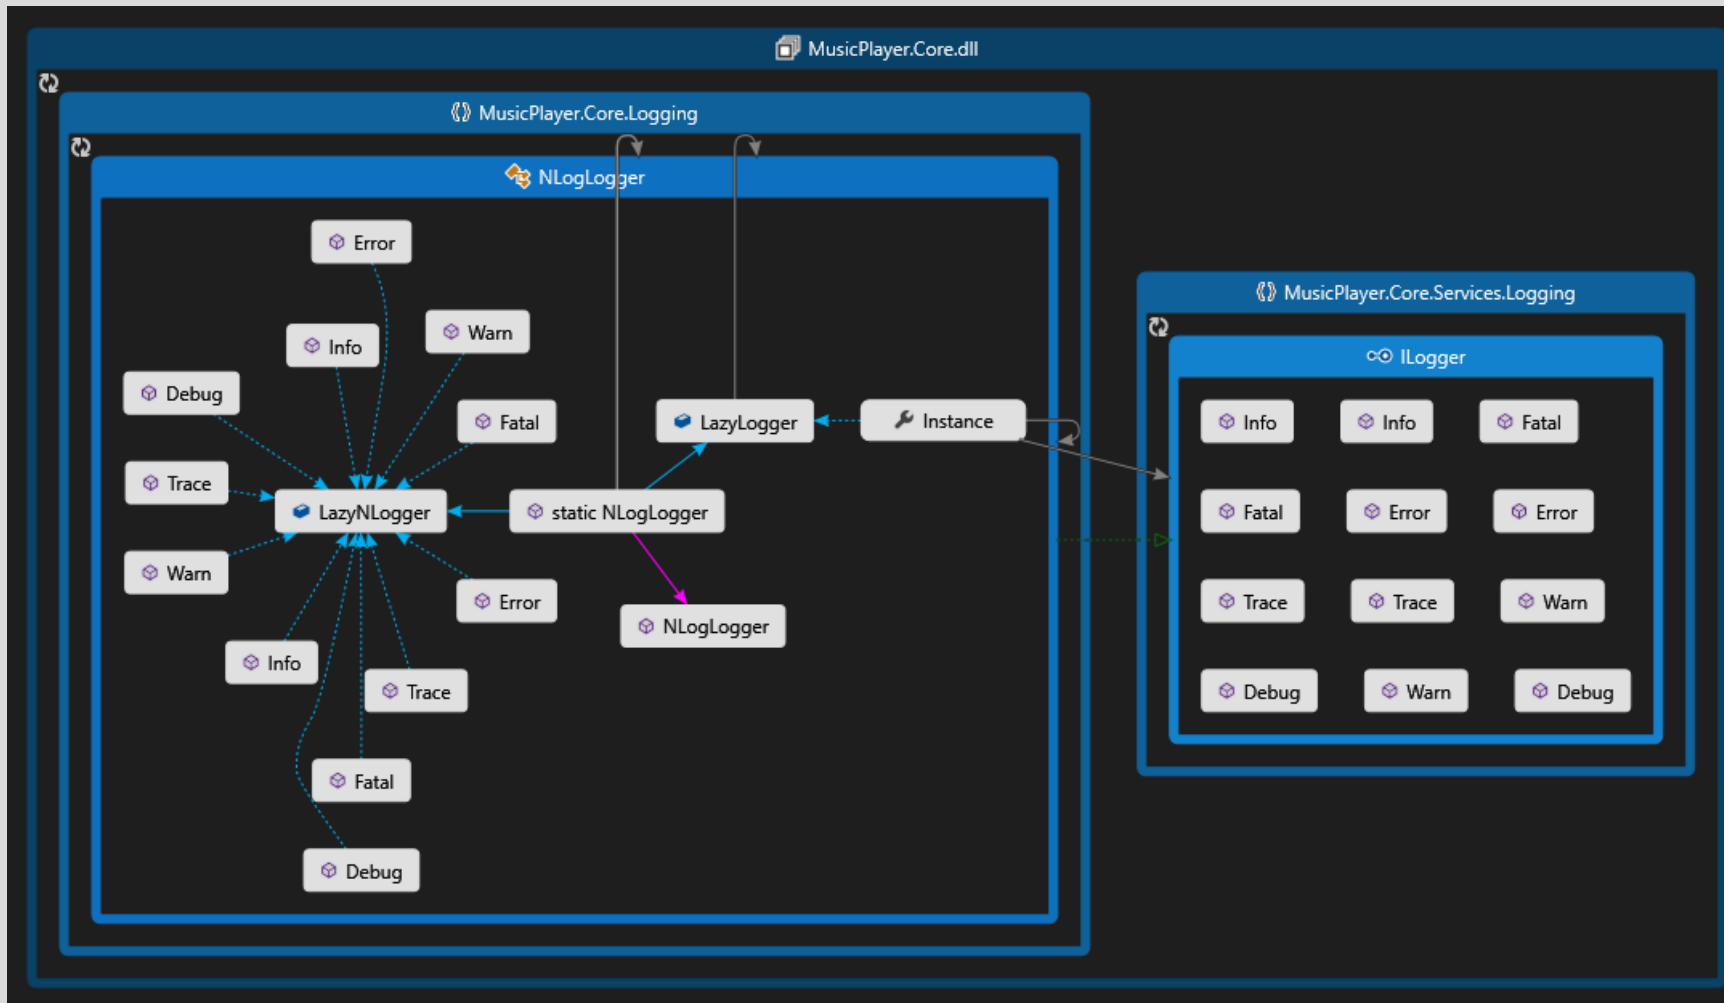 MusicPlayer.Core.dll
MusicPlayer.Core.Logging
NLogLogger
Error
Info
Warn
Debug
Fatal
Trace
LazyNLogger
static NLogLogger
LazyLogger
Instance
Warn
Error
NLogLogger
Info
Trace
Fatal
Debug
MusicPlayer.Core.Services.Logging
ILogger
Info Info Fatal
Fatal Error Error
Trace Trace Warn
Debug Warn Debug